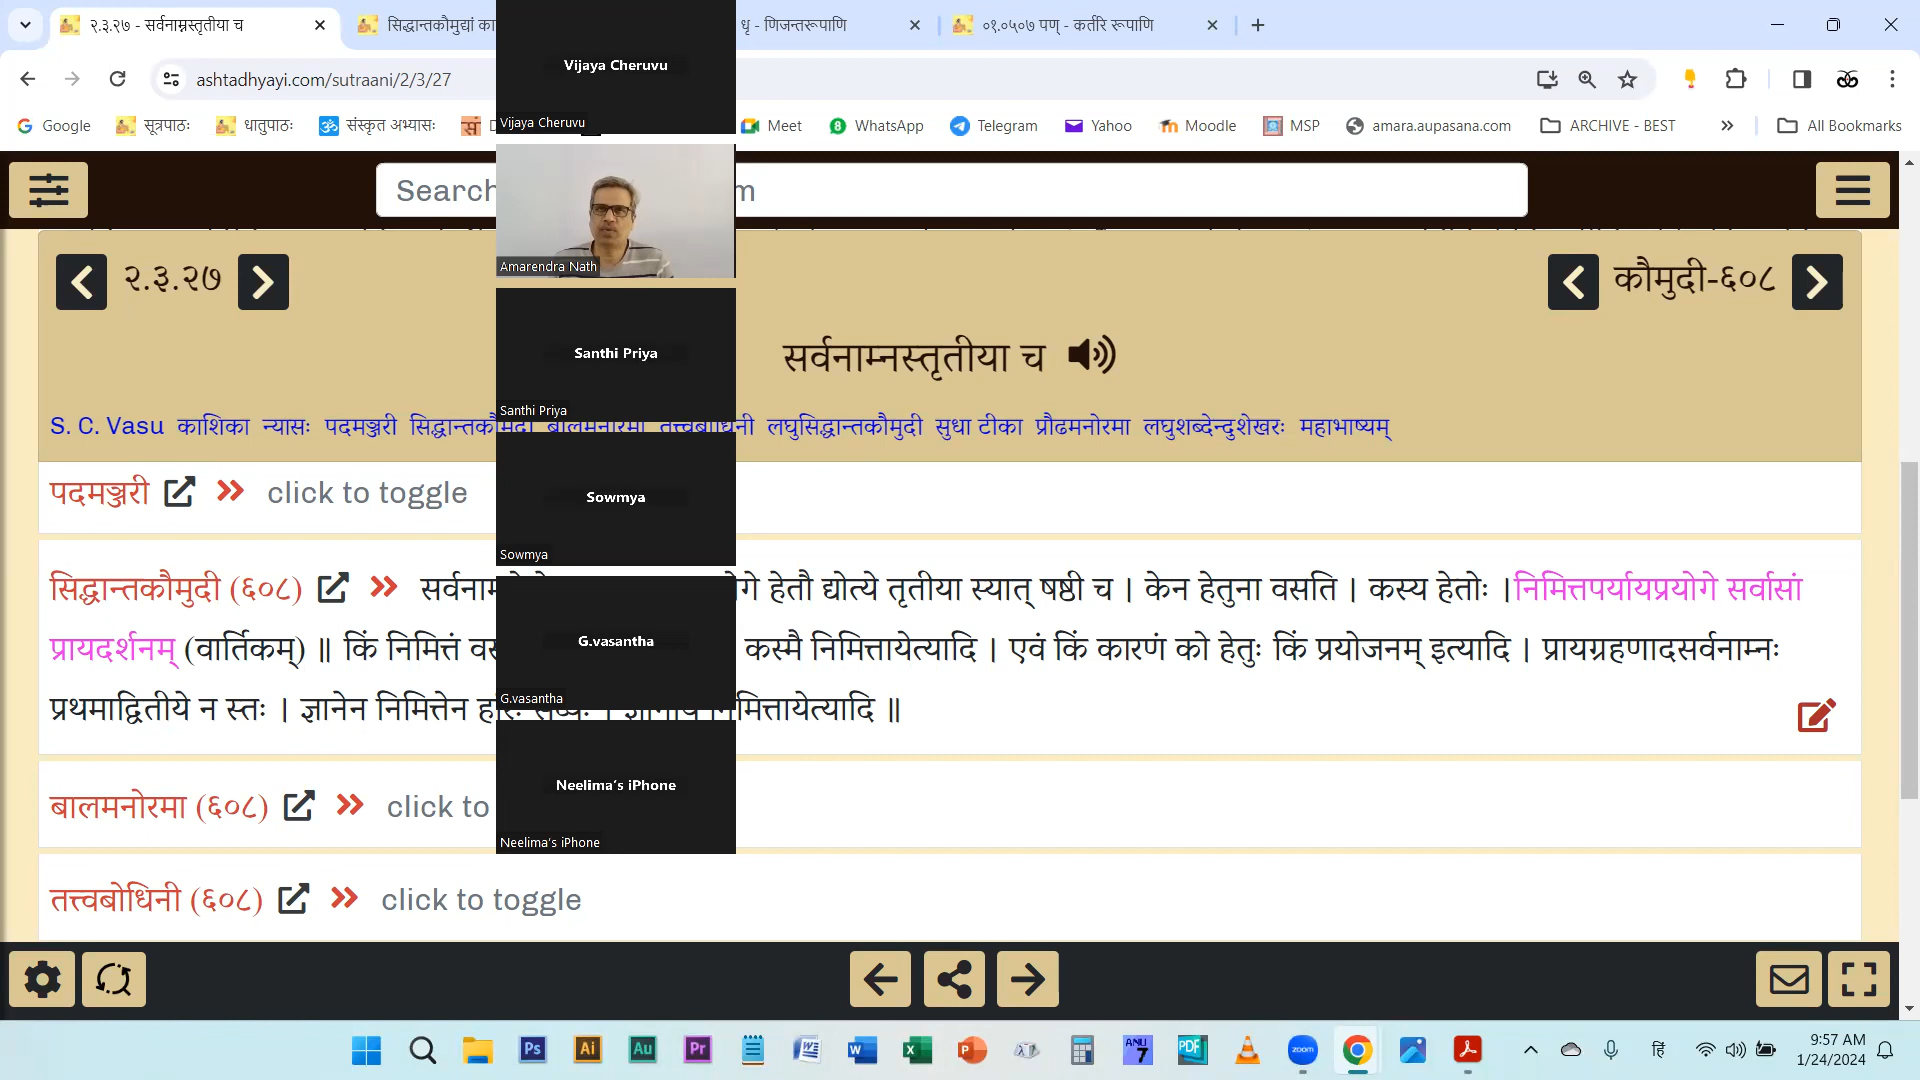 २.३.२७ - सर्वनाम्नस्तृतीया च
सिद्धान्तकौमुद्यां का
धृ - णिजन्तरूपाणि
०१.०५०७ पण् - कर्तरि रूपाणि
ashtadhyayi.com/sutraani/2/3/27
Google सूत्रपाठः धातुपाठः संस्कृत अभ्यासः Meet WhatsApp Telegram Yahoo Moodle MSP amara.aupasana.com ARCHIVE - BEST All Bookmarks
Vijaya Cheruvu
Vijaya Cheruvu
Search
Amarendra Nath
२.३.२७
कौमुदी-६०८
सर्वनाम्नस्तृतीया च
Santhi Priya
Santhi Priya
S. C. Vasu काशिका न्यासः पदमञ्जरी सिद्धान्तकौमुदी बालमनोरमा तत्त्वबोधिनी लघुसिद्धान्तकौमुदी सुधा टीका प्रौढमनोरमा लघुशब्देन्दुशेखरः महाभाष्यम्
पदमञ्जरी click to toggle
Sowmya
Sowmya
सिद्धान्तकौमुदी (६०८) सर्वनाम गे हेतौ द्योत्ये तृतीया स्यात् षष्ठी च । केन हेतुना वसति । कस्य हेतोः । निमित्तपर्यायप्रयोगे सर्वासां
प्रायदर्शनम् (वार्तिकम्) ॥ किं निमित्तं कस्मै निमित्तायेत्यादि । एवं किं कारणं को हेतुः किं प्रयोजनम् इत्यादि । प्रायग्रहणादसर्वनाम्नः
प्रथमाद्वितीये न स्तः । ज्ञानेन निमित्तेन हरिः सेव्यः । ज्ञानाय निमित्तायेत्यादि ॥
G.vasantha
G.vasantha
Neelima's iPhone
Neelima's iPhone
बालमनोरमा (६०८) click to
तत्त्वबोधिनी (६०८) click to toggle
हिं
9:57 AM
1/24/2024